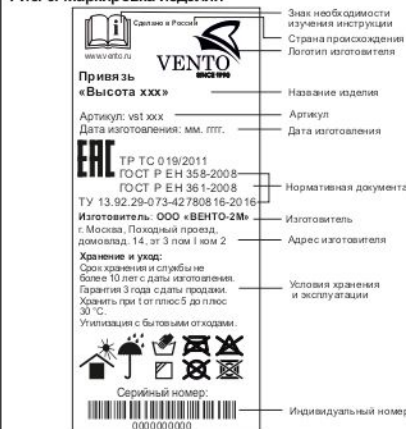 Сделано в России
www.vento.ru
VENTO
SINCE 1990
Привязь
«Высота xxx»
Артикул: vst xxx
Дата изготовления: мм. гггг.
ЕАС
ТР ТС 019/2011
ГОСТ Р ЕН 358-2008
ГОСТ Р ЕН 361-2008
ТУ 13.92.29-073-42780816-2016
Изготовитель: ООО «ВЕНТО-2М»
г. Москва, Походный проезд,
домовлад. 14, эт 3 пом I ком 2
Хранение и уход:
Срок хранения и службы не
более 10 лет с даты изготовления.
Гарантия 3 года с даты продажи.
Хранить при t от плюс 5 до плюс
30 °С.
Утилизация с бытовыми отходами.
Серийный номер:
0000000000
Знак необходимости
изучения инструкции
Страна происхождения
Логотип изготовителя
Название изделия
Артикул
Дата изготовления
Нормативная документа
Изготовитель
Адрес изготовителя
Условия хранения
и эксплуатации
Индивидуальный номер